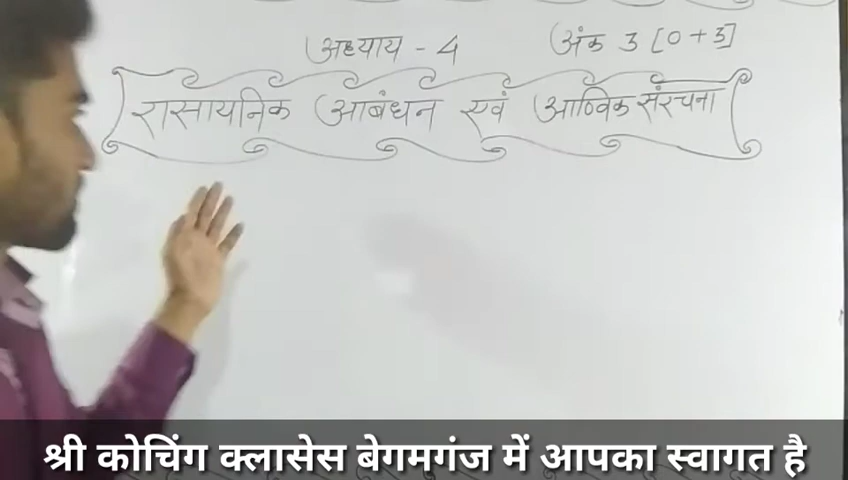 अध्याय - 4 अंक 3 [0+3]
रासायनिक आबंधन एवं आण्विक संरचना
श्री कोचिंग क्लासेस बेगमगंज में आपका स्वागत है